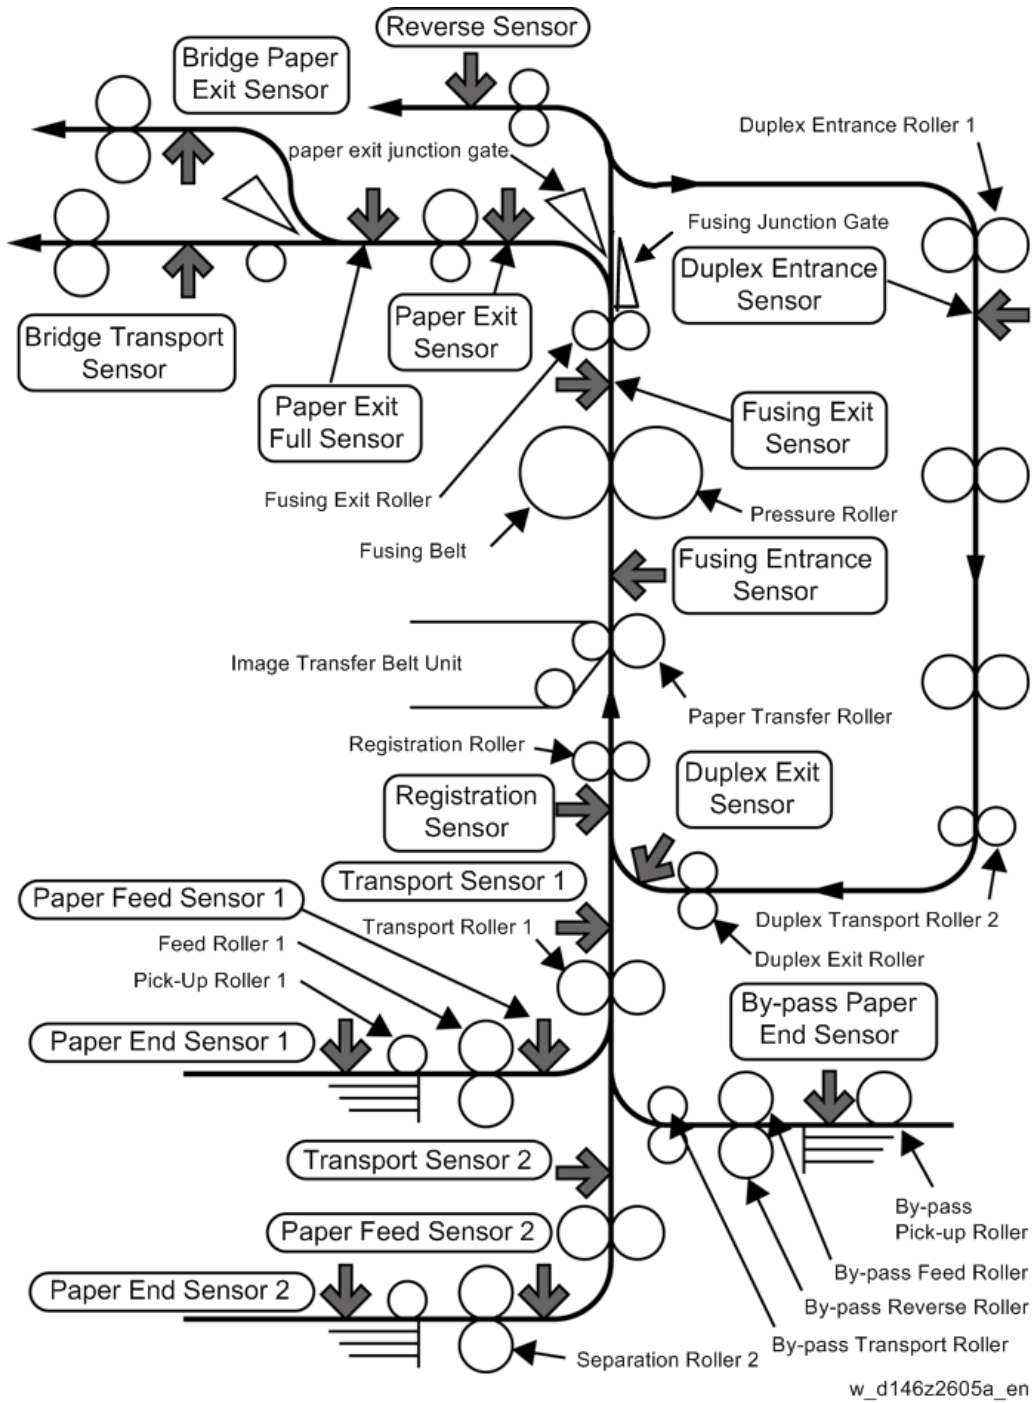 Reverse Sensor
Bridge Paper
Exit Sensor
Duplex Entrance Roller 1
paper exit junction gate
Fusing Junction Gate
Duplex Entrance
Sensor
Paper Exit
Sensor
Bridge Transport
Sensor
Paper Exit
Full Sensor
Fusing Exit
Sensor
Fusing Exit Roller
Pressure Roller
Fusing Belt
Fusing Entrance
Sensor
Image Transfer Belt Unit
Paper Transfer Roller
Registration Roller
Duplex Exit
Sensor
Registration
Sensor
Transport Sensor 1
Paper Feed Sensor 1
Transport Roller 1
Duplex Transport Roller 2
Feed Roller 1
Duplex Exit Roller
Pick-Up Roller 1
By-pass Paper
End Sensor
Paper End Sensor 1
Transport Sensor 2
By-pass
Pick-up Roller
Paper Feed Sensor 2
By-pass Feed Roller
Paper End Sensor 2
By-pass Reverse Roller
By-pass Transport Roller
Separation Roller 2
w_d146z2605a_en